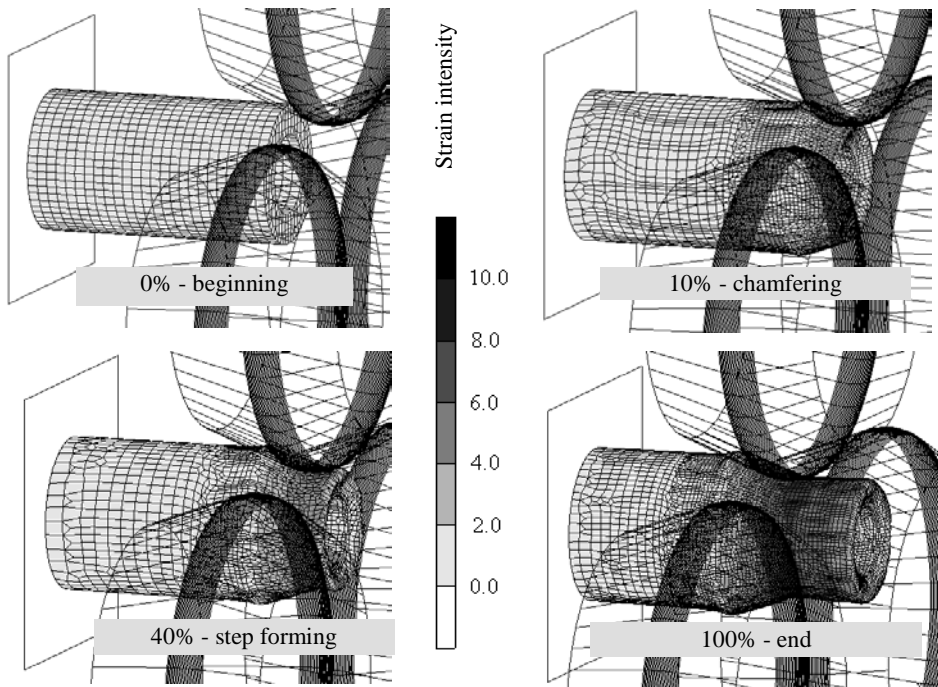 Strain intensity
0% - beginning
10% - chamfering
10.0
8.0
6.0
4.0
2.0
0.0
40% - step forming
100% - end